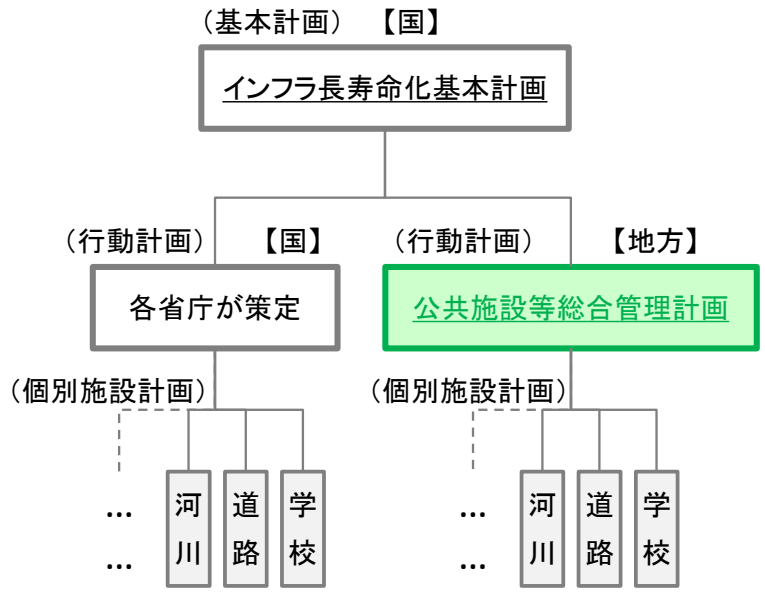 (基本計画) 【国】
インフラ長寿命化基本計画
(行動計画) 【国】
(行動計画) 【地方】
各省庁が策定
公共施設等総合管理計画
(個別施設計画)
(個別施設計画)
... ...
河川
道路
学校
... ...
河川
道路
学校